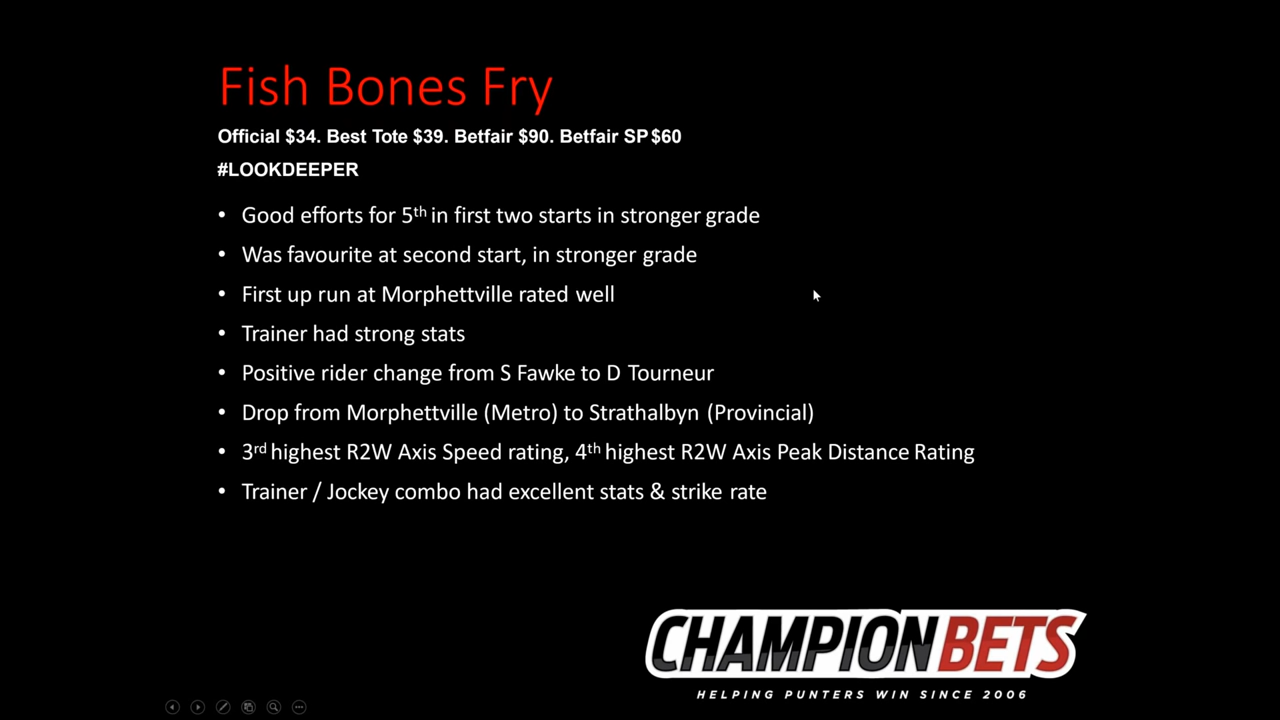 Fish Bones Fry
Official $34. Best Tote $39. Betfair $90. Betfair SP $60
#LOOKDEEPER
• Good efforts for 5th in first two starts in stronger grade
• Was favourite at second start, in stronger grade
• First up run at Morphettville rated well
• Trainer had strong stats
• Positive rider change from S Fawke to D Tourneur
• Drop from Morphettville (Metro) to Strathalbyn (Provincial)
• 3rd highest R2W Axis Speed rating, 4th highest R2W Axis Peak Distance Rating
• Trainer / Jockey combo had excellent stats & strike rate
CHAMPIONBETS
HELPING PUNTERS WIN SINCE 2006